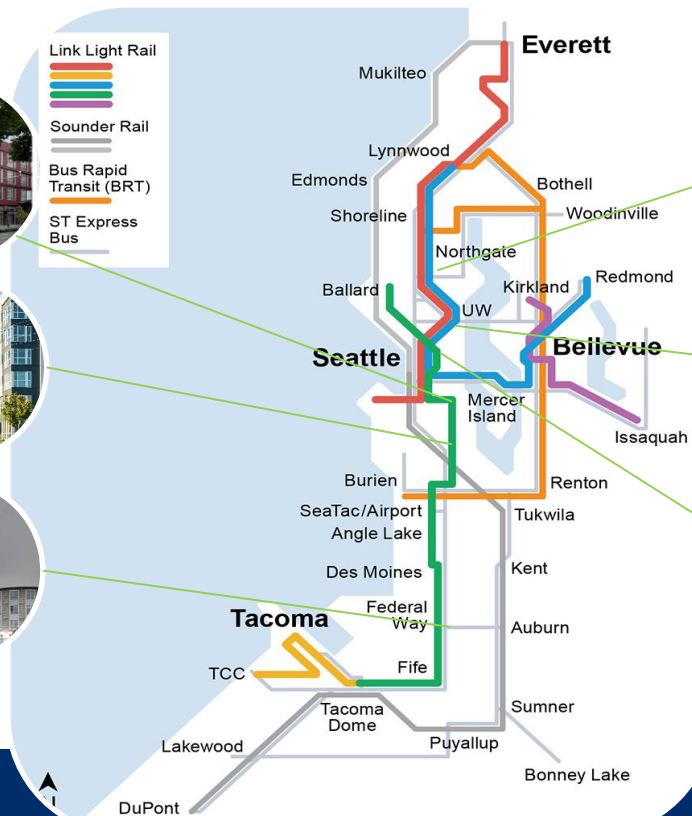 Link Light Rail
Sounder Rail
Bus Rapid
Transit (BRT)
ST Express
Bus
Everett
Mukilteo
Lynnwood
Edmonds
Bothell
Shoreline
Woodinville
Northgate
Ballard
Kirkland
Redmond
UW
Seattle
Bellevue
Mercer
Island
Issaquah
Burien
Renton
SeaTac/Airport
Tukwila
Angle Lake
Des Moines
Kent
Federal
Way
Tacoma
Auburn
TCC
Fife
Tacoma
Dome
Sumner
Lakewood
Puyallup
Bonney Lake
DuPont